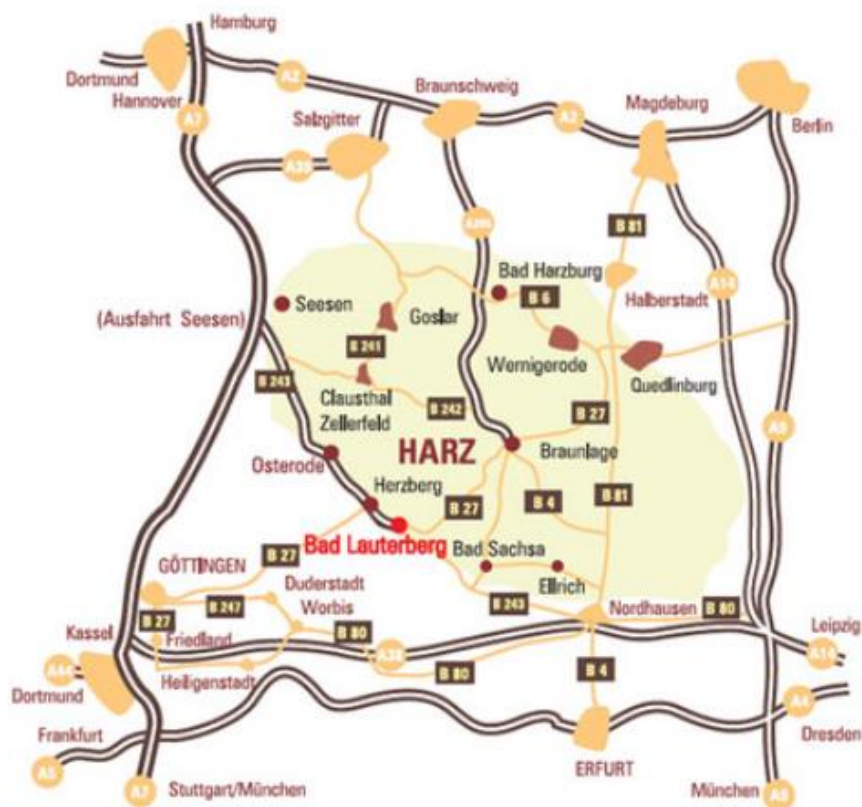 Hamburg
Dortmund
Hannover
A2
Braunschweig
Magdeburg
Berlin
A7
Salzgitter
A2
A39
A395
B 81
Bad Harzburg
A14
Halberstadt
B 6
Seesen
(Ausfahrt Seesen)
Goslar
B 241
Wernigerode
Quedlinburg
B 243
Clausthal
Zellerfeld
B 242
B 27
A9
HARZ
Braunlage
Osterode
Herzberg
B 27
B 4
B 81
Bad Lauterberg
Bad Sachsa
B 27
GÖTTINGEN
Ellrich
Duderstadt
B 247
Worbis
B 243
Nordhausen
B 80
B 27
Friedland
B 80
Leipzig
Kassel
A38
A14
A44
Heiligenstadt
B 80
B 4
Dortmund
A4
Frankfurt
Dresden
A5
ERFURT
A7
Stuttgart/München
München
A9